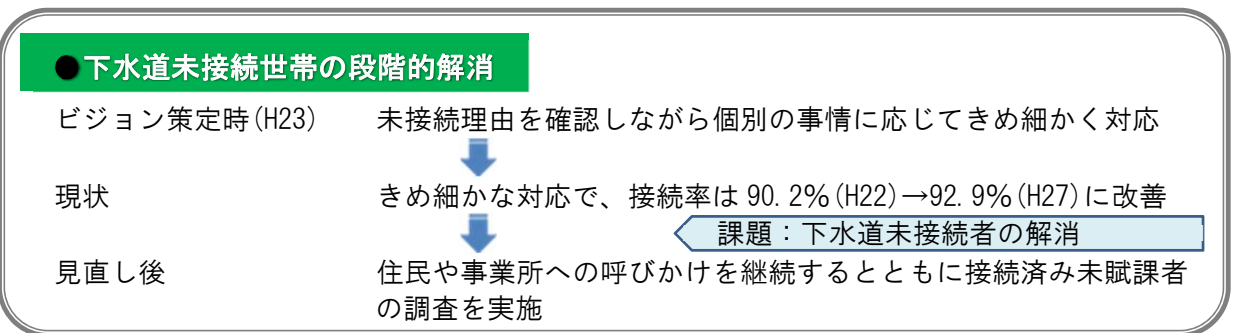 ●下水道未接続世帯の段階的解消
ビジョン策定時(H23) 未接続理由を確認しながら個別の事情に応じてきめ細かく対応
現状 きめ細かな対応で、接続率は 90.2%(H22)→92.9%(H27)に改善
課題：下水道未接続者の解消
見直し後 住民や事業所への呼びかけを継続するとともに接続済み未賦課者
の調査を実施